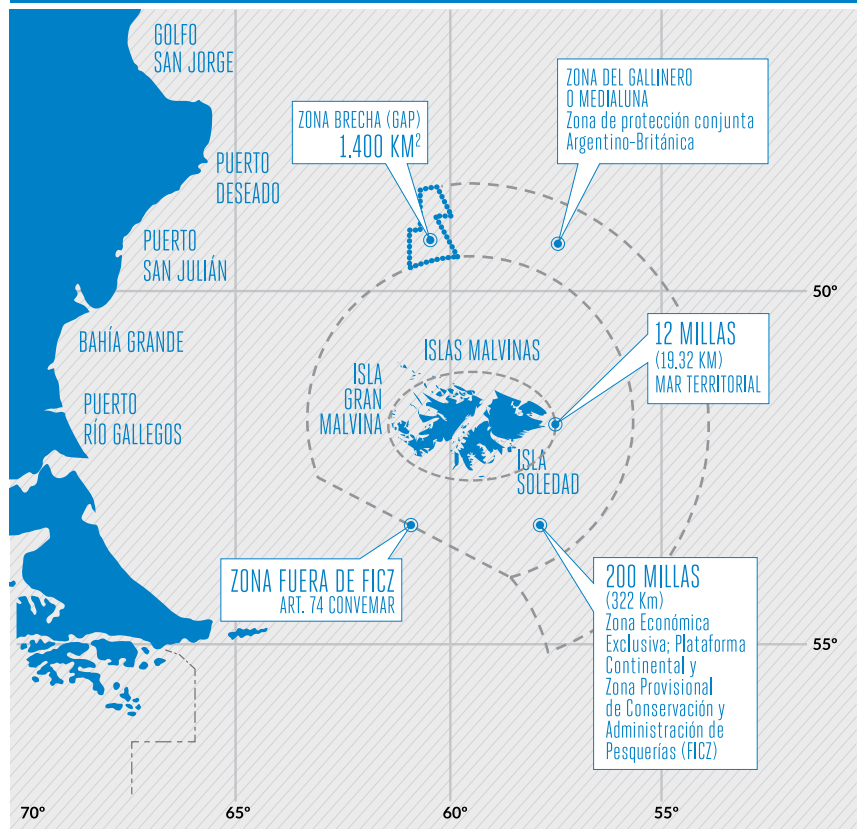 GOLFO
SAN JORGE
ZONA DEL GALLINERO
O MEDIALUNA
Zona de protección conjunta
Argentino-Británica
ZONA BRECHA (GAP)
1.400 KM²
PUERTO
DESEADO
PUERTO
SAN JULIÁN
50°
BAHÍA GRANDE
ISLAS MALVINAS
12 MILLAS
(19.32 KM)
MAR TERRITORIAL
ISLA
GRAN
MALVINA
PUERTO
RÍO GALLEGOS
ISLA
SOLEDAD
ZONA FUERA DE FICZ
ART. 74 CONVEMAR
200 MILLAS
(322 Km)
Zona Económica
Exclusiva; Plataforma
Continental y
Zona Provisional
de Conservación y
Administración de
Pesquerías (FICZ)
55°
70°
65°
60°
55°